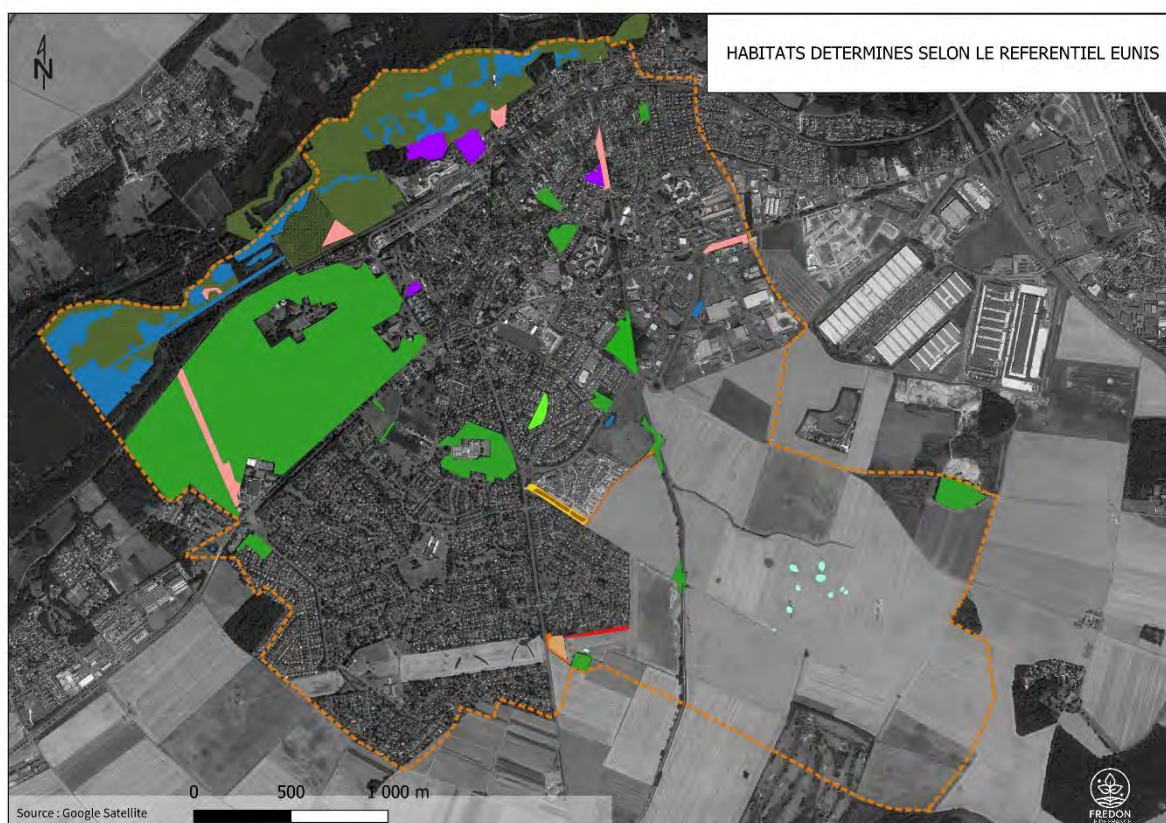 HABITATS DETERMINES SELON LE REFERENTIEL EUNIS
N
0 500 1 000 m
Source : Google Satellite
FREDON